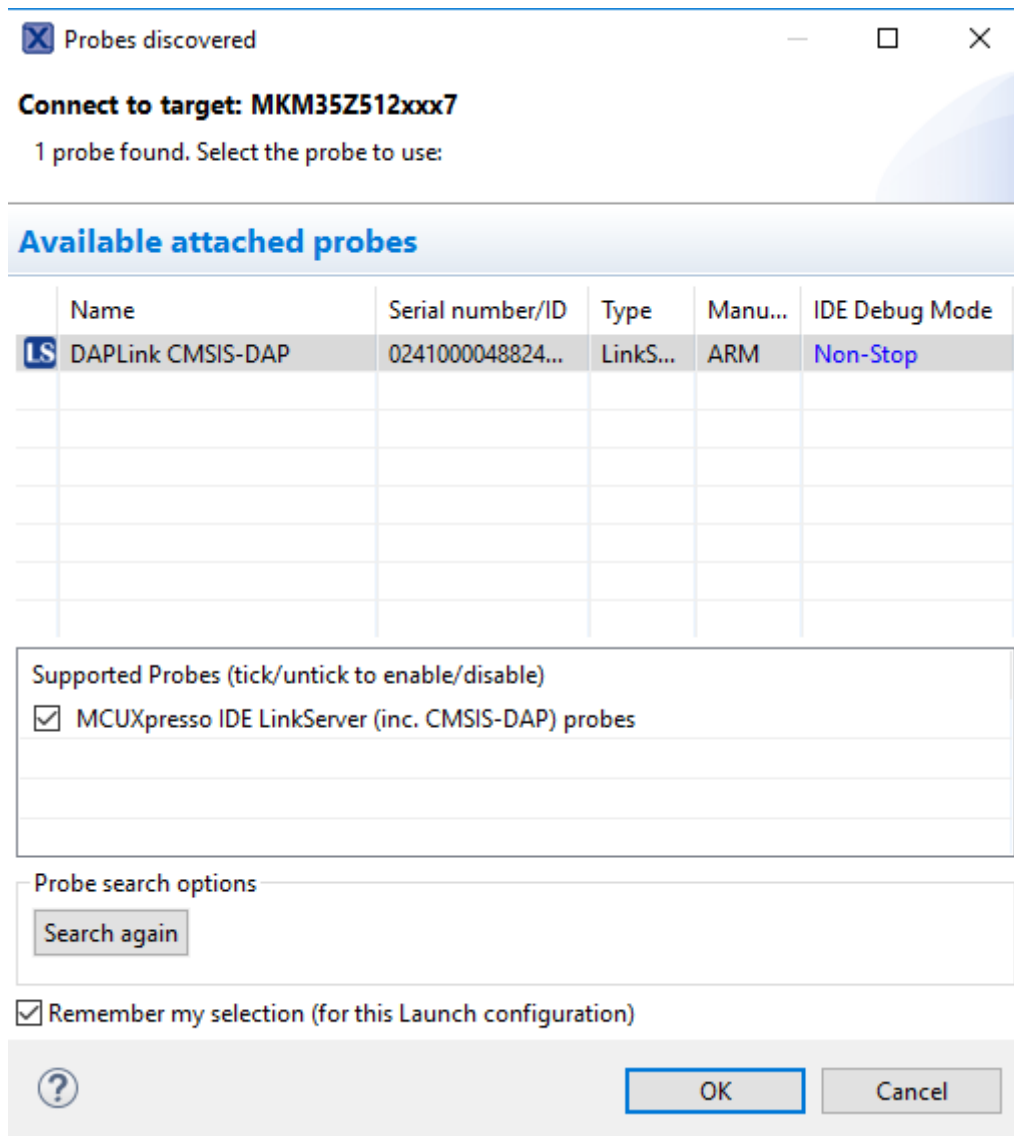 Probes discovered
Connect to target: MKM35Z512xxx7
1 probe found. Select the probe to use:
Available attached probes
Name Serial number/ID Type Manu... IDE Debug Mode
LS DAPLink CMSIS-DAP 0241000048824... LinkS... ARM Non-Stop
Supported Probes (tick/untick to enable/disable)
MCUXpresso IDE LinkServer (inc. CMSIS-DAP) probes
Probe search options
Search again
Remember my selection (for this Launch configuration)
? OK Cancel